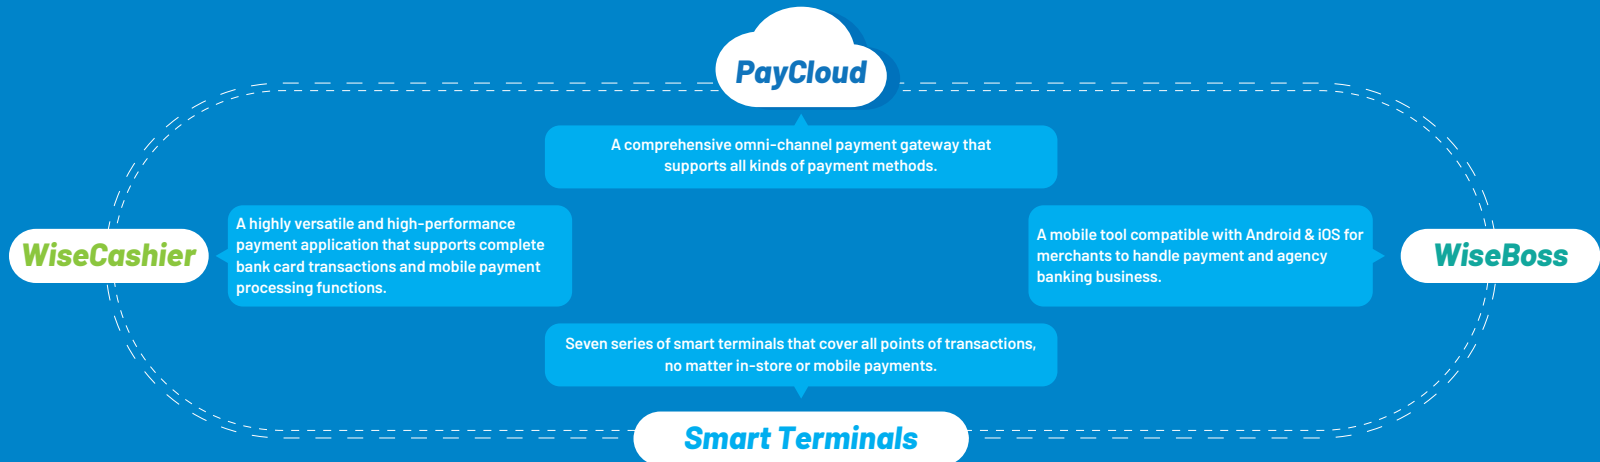 PayCloud
A comprehensive omni-channel payment gateway that
supports all kinds of payment methods.
WiseCashier
A highly versatile and high-performance
payment application that supports complete
bank card transactions and mobile payment
processing functions.
A mobile tool compatible with Android & iOS for
merchants to handle payment and agency
banking business.
WiseBoss
Seven series of smart terminals that cover all points of transactions,
no matter in-store or mobile payments.
Smart Terminals